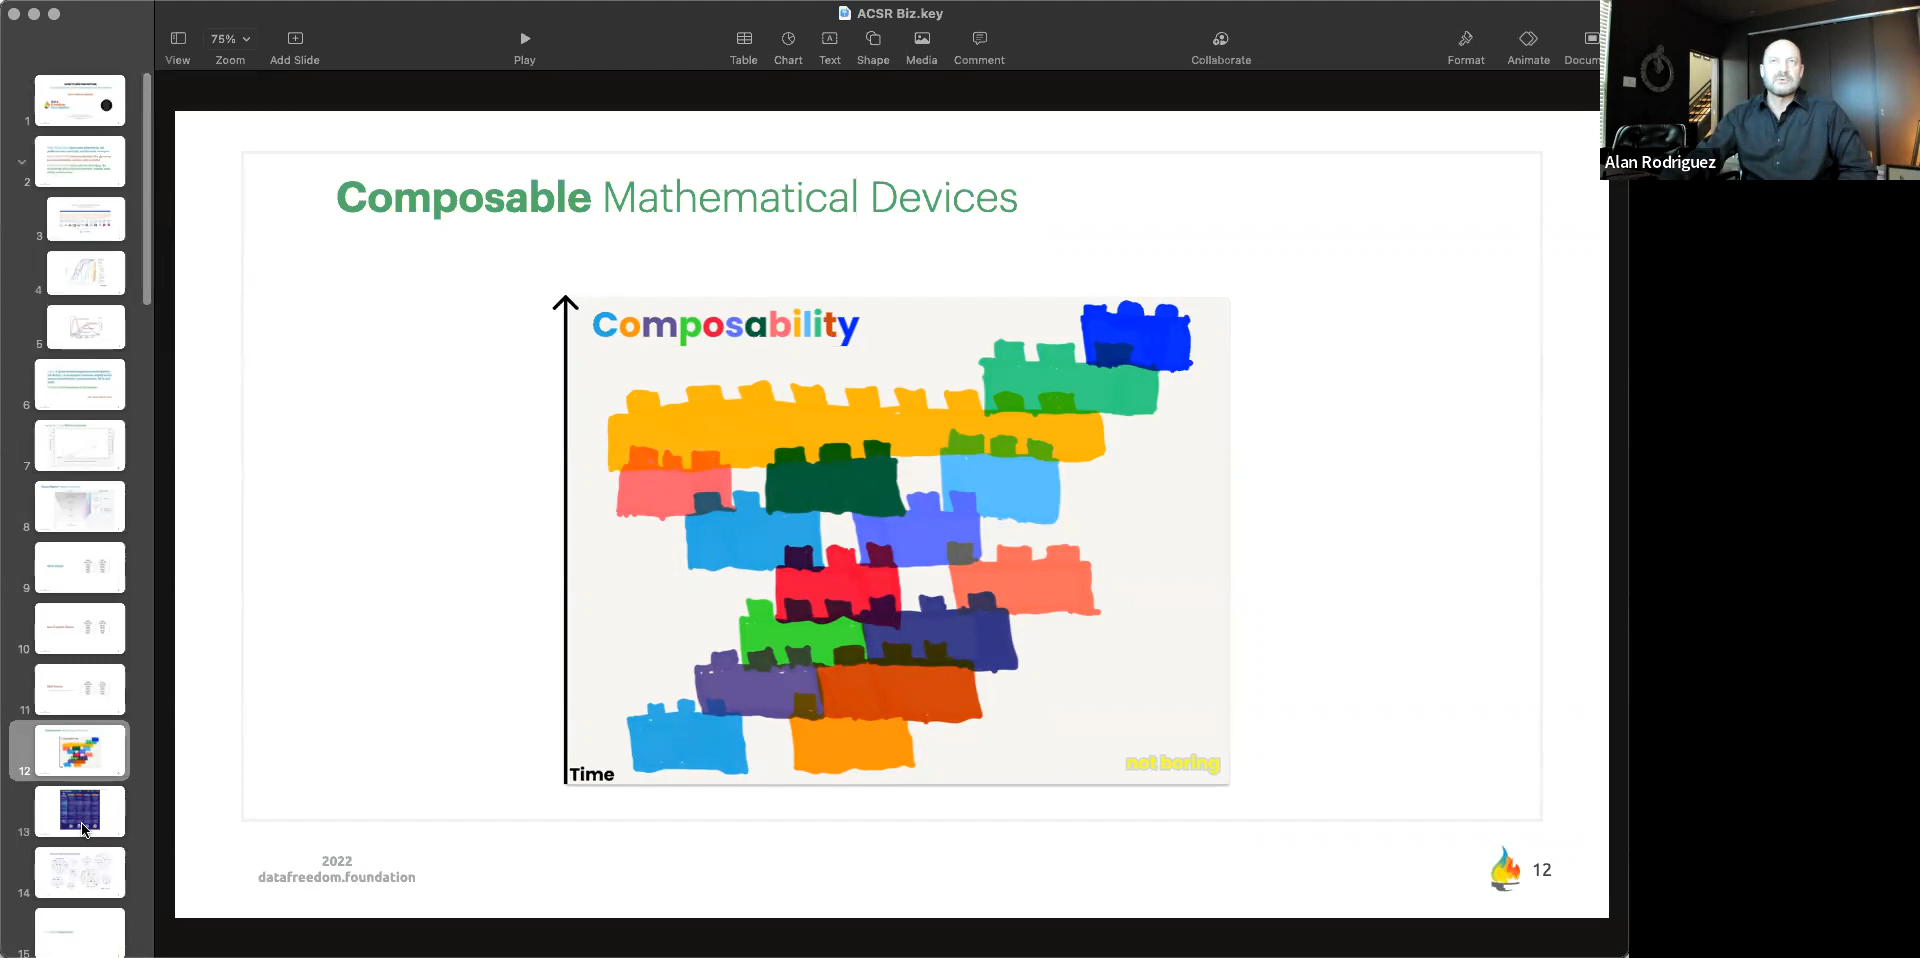 ACSR Biz.key
75%
View
Zoom
Add Slide
Play
Table
Chart
Text
Shape
Media
Comment
Collaborate
Format
Animate
Docum
Alan Rodriguez
1
2
3
4
5
6
7
8
9
10
11
12
13
14
15
Composable Mathematical Devices
Composability
Time
not boring
2022
datafreedom.foundation
12